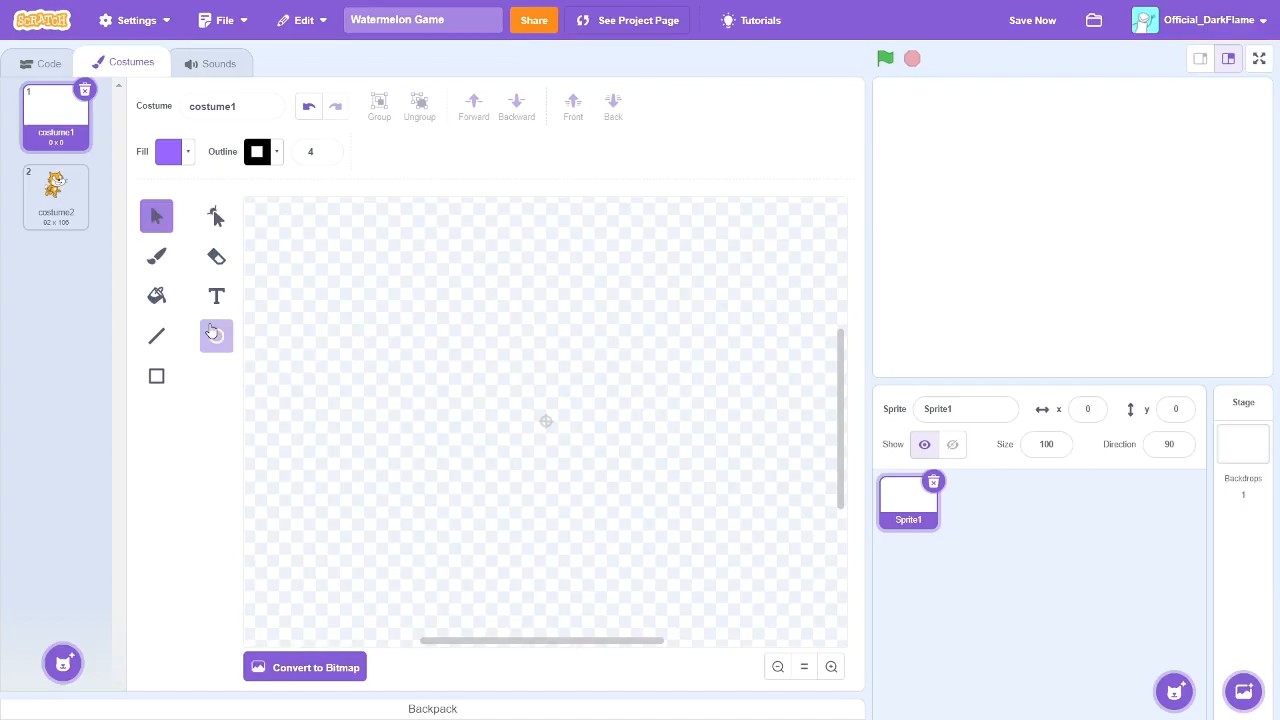 SCRATCH
Settings
File
Edit
Watermelon Game
Share
See Project Page
Tutorials
Save Now
Official_DarkFlame
Code
Costumes
Sounds
1
costume1
0 x 0
2
costume2
92 x 106
Costume
costume1
Group
Ungroup
Forward
Backward
Front
Back
Fill
Outline
4
Convert to Bitmap
Backpack
Sprite
Sprite1
x
0
y
0
Show
Size
100
Direction
90
Sprite1
Stage
Backdrops
1